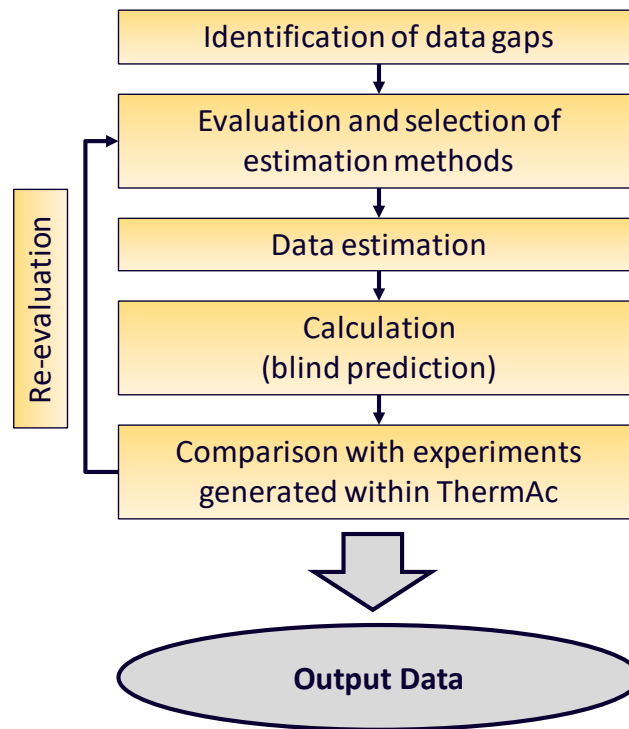 Identification of data gaps
Evaluation and selection of
estimation methods
Re-evaluation
Data estimation
Calculation
(blind prediction)
Comparison with experiments
generated within ThermAc
Output Data